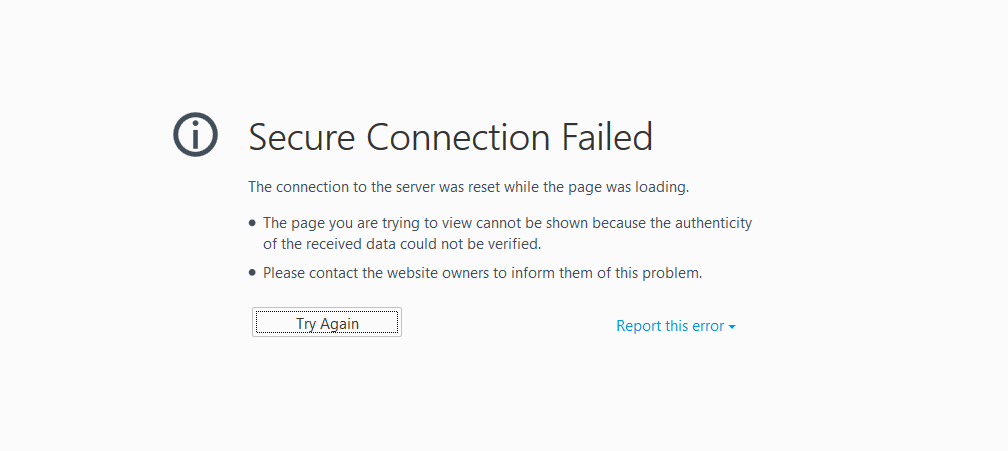 Secure Connection Failed
The connection to the server was reset while the page was loading.
• The page you are trying to view cannot be shown because the authenticity
of the received data could not be verified.
• Please contact the website owners to inform them of this problem.
Try Again
Report this error